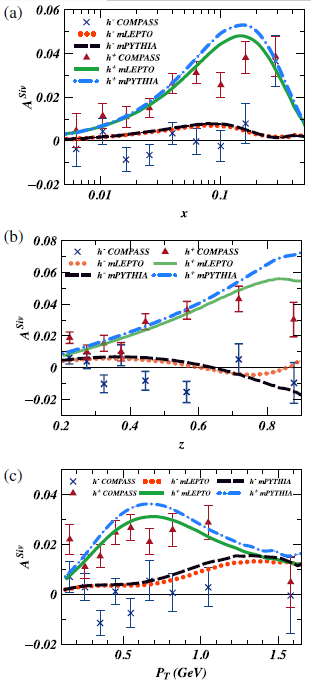 (a)
0.06
h⁻ COMPASS
h⁻ mLEPTO
h⁻ mPYTHIA
h⁺ COMPASS
h⁺ mLEPTO
h⁺ mPYTHIA
0.04
0.02
0
−0.02
A^Siv
0.01 0.1
x
(b)
0.08
h⁻ COMPASS h⁺ COMPASS
h⁻ mLEPTO h⁺ mLEPTO
h⁻ mPYTHIA h⁺ mPYTHIA
0.06
0.04
0.02
0
−0.02
A^Siv
0.2 0.4 0.6 0.8
z
(c)
0.06
h⁻ COMPASS h⁻ mLEPTO h⁻ mPYTHIA
h⁺ COMPASS h⁺ mLEPTO h⁺ mPYTHIA
0.04
0.02
0
−0.02
A^Siv
0.5 1.0 1.5
P_T (GeV)